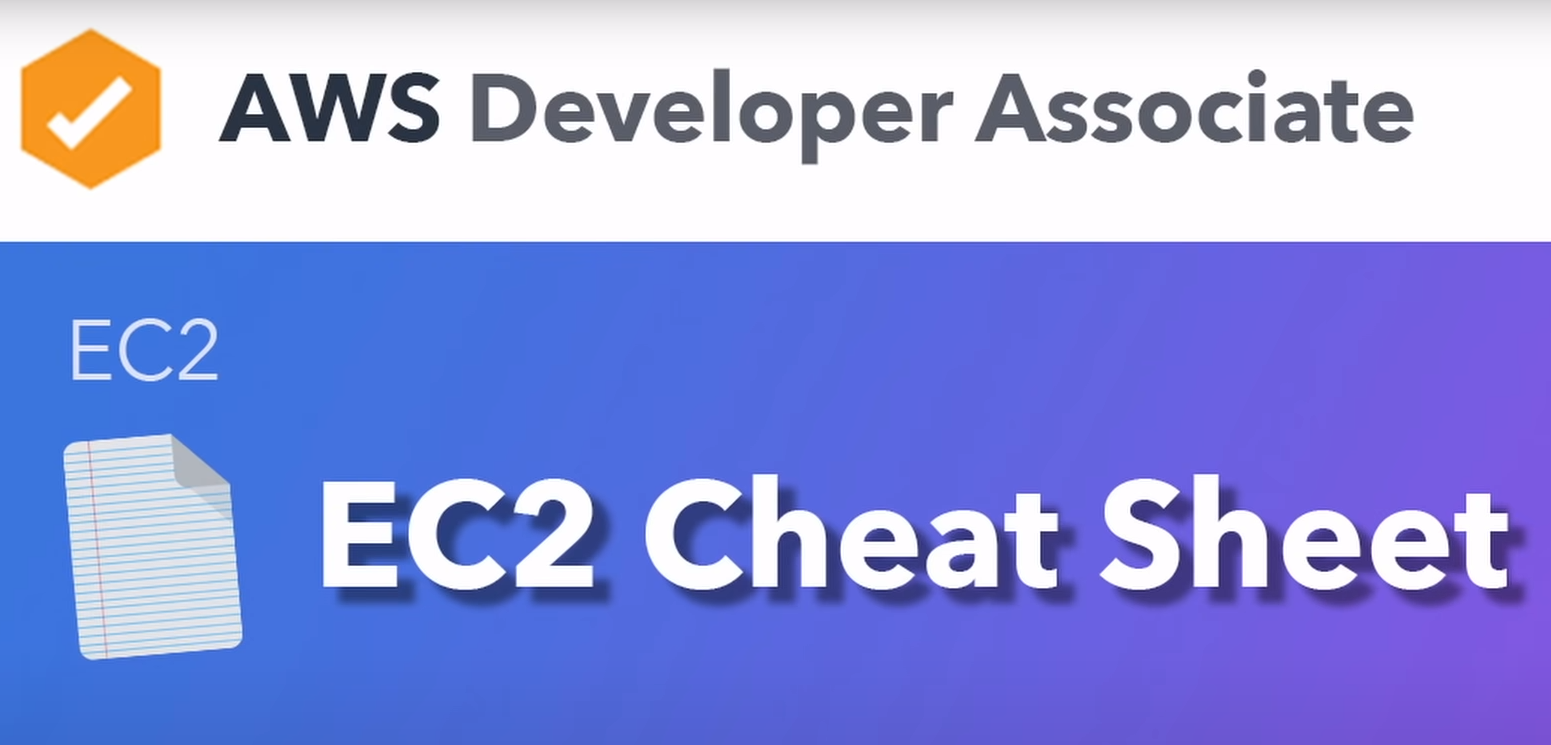 AWS Developer Associate
EC2
EC2 Cheat Sheet